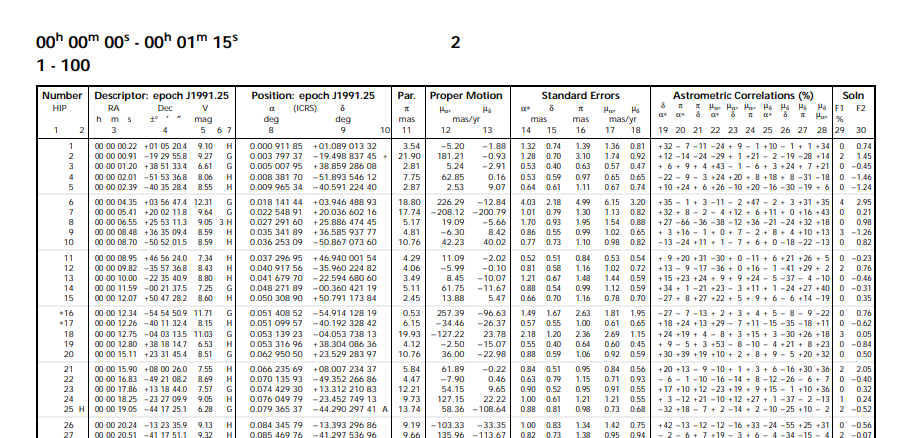 00h 00m 00s - 00h 01m 15s 2
1 - 100
Number Descriptor: epoch J1991.25 Position: epoch J1991.25 Par. Proper Motion Standard Errors Astrometric Correlations (%) Soln
HIP RA Dec V α (ICRS) δ π μα* μδ α* δ π μα* μδ δ π π μα* μα* μα* μδ μδ μδ μδ F1 F2
h m s ±° ′ ″ mag deg deg mas mas/yr mas mas/yr α* α* δ α* δ π α* δ π μα* %
1 2 3 4 5 6 7 8 9 10 11 12 13 14 15 16 17 18 19 20 21 22 23 24 25 26 27 28 29 30
1 00 00 00.22 +01 05 20.4 9.10 H 0.000 911 85 +01.089 013 32 3.54 −5.20 −1.88 1.32 0.74 1.39 1.36 0.81 +32 − 7 −11 −24 + 9 − 1 +10 − 1 + 1 +34 0 0.74
2 00 00 00.91 −19 29 55.8 9.27 G 0.003 797 37 −19.498 837 45 + 21.90 181.21 −0.93 1.28 0.70 3.10 1.74 0.92 +12 −14 −24 −29 + 1 +21 − 2 −19 −28 +14 2 1.45
3 00 00 01.20 +38 51 33.4 6.61 G 0.005 007 95 +38.859 286 08 2.81 5.24 −2.91 0.53 0.40 0.63 0.57 0.47 + 6 + 9 + 4 +43 − 1 − 6 + 3 +24 + 7 +21 0 −0.45
4 00 00 02.01 −51 53 36.8 8.06 H 0.008 381 70 −51.893 546 12 7.75 62.85 0.16 0.53 0.59 0.97 0.65 0.65 −22 − 9 − 3 +24 +20 + 8 +18 + 8 −31 −18 0 −1.46
5 00 00 02.39 −40 35 28.4 8.55 H 0.009 965 34 −40.591 224 40 2.87 2.53 9.07 0.64 0.61 1.11 0.67 0.74 +10 +24 + 6 +26 −10 +20 −16 −30 −19 + 6 0 −1.24
6 00 00 04.35 +03 56 47.4 12.31 G 0.018 141 44 +03.946 488 93 18.80 226.29 −12.84 4.03 2.18 4.99 6.15 3.20 +35 − 1 + 3 −11 − 2 +47 − 2 + 3 +31 +35 4 2.95
7 00 00 05.41 +20 02 11.8 9.64 G 0.022 548 91 +20.036 602 16 17.74 −208.12 −200.79 1.01 0.79 1.30 1.13 0.82 +32 + 8 − 2 − 4 +12 + 6 +11 + 0 +16 +43 0 0.21
8 00 00 06.55 +25 53 11.3 9.05 3 H 0.027 291 60 +25.886 474 45 5.17 19.09 −5.66 1.70 0.93 1.95 1.54 0.88 +27 −66 −36 −38 −12 +36 −21 −24 +32 +18 0 0.98
9 00 00 08.48 +36 35 09.4 8.59 H 0.035 341 89 +36.585 937 77 4.81 −6.30 8.42 0.86 0.55 0.99 1.02 0.65 + 3 +16 − 1 + 0 + 7 − 2 + 8 + 4 +10 +13 3 −1.26
10 00 00 08.70 −50 52 01.5 8.59 H 0.036 253 09 −50.867 073 60 10.76 42.23 40.02 0.77 0.73 1.10 0.98 0.82 −13 −24 +11 + 1 − 7 + 6 + 0 −18 −22 −13 0 0.82
11 00 00 08.95 +46 56 24.0 7.34 H 0.037 296 95 +46.940 001 54 4.29 11.09 −2.02 0.52 0.51 0.84 0.53 0.54 + 9 +20 +31 −30 + 0 −11 + 6 +21 +26 + 5 0 −0.23
12 00 00 09.82 −35 57 36.8 8.43 H 0.040 917 56 −35.960 224 82 4.06 −5.99 −0.10 0.81 0.58 1.16 1.02 0.72 +13 − 9 −17 −36 + 0 +16 − 1 −41 +29 + 2 0 0.76
13 00 00 10.00 −22 35 40.9 8.80 H 0.041 679 70 −22.594 680 60 3.49 8.45 −10.07 1.21 0.67 1.48 1.44 0.59 +15 +23 +24 + 9 + 9 +24 − 5 −37 − 4 −10 0 −0.46
14 00 00 11.59 −00 21 37.5 7.25 G 0.048 271 89 −00.360 421 19 5.11 61.75 −11.67 0.88 0.54 0.99 1.12 0.59 +34 + 1 −21 +23 − 3 +11 + 1 −24 +27 +40 0 −0.31
15 00 00 12.07 +50 47 28.2 8.60 H 0.050 308 90 +50.791 173 84 2.45 13.88 5.47 0.66 0.70 1.16 0.78 0.70 −27 + 8 +27 +22 + 5 + 9 + 6 − 6 +14 −19 0 0.35
*16 00 00 12.34 −54 54 50.9 11.71 G 0.051 408 52 −54.914 128 19 0.53 257.39 −96.63 1.49 1.67 2.63 1.81 1.95 −27 − 7 −13 + 2 + 3 + 4 + 5 − 8 − 9 −22 0 0.76
*17 00 00 12.26 −40 11 32.4 8.15 H 0.051 099 57 −40.192 328 42 6.15 −34.46 −26.37 0.57 0.55 1.00 0.61 0.65 +18 +24 +13 +29 − 7 +11 −15 −35 −18 +11 0 −0.62
18 00 00 12.75 −04 03 13.5 11.03 G 0.053 139 23 −04.053 738 13 19.93 −127.22 23.78 2.18 1.20 2.36 2.69 1.15 +24 +19 + 4 − 8 − 3 +15 + 3 −30 +26 +18 3 0.05
19 00 00 12.80 +38 18 14.7 6.53 H 0.053 316 96 +38.304 086 36 4.12 −2.50 −15.07 0.55 0.40 0.64 0.60 0.45 + 9 − 5 + 3 +53 − 8 −10 − 4 +21 + 8 +23 0 −0.84
20 00 00 15.11 +23 31 45.4 8.51 G 0.062 950 50 +23.529 283 97 10.76 36.00 −22.98 0.88 0.59 1.06 0.92 0.59 +30 +39 +19 +10 + 2 + 8 + 9 − 5 +20 +32 0 0.50
21 00 00 15.90 +08 00 26.0 7.55 H 0.066 235 69 +08.007 234 37 5.84 61.89 −0.22 0.84 0.51 0.95 0.84 0.56 +20 +13 − 9 −10 + 1 + 3 + 6 −16 +30 +36 2 2.05
22 00 00 16.83 −49 21 08.2 8.69 H 0.070 135 93 −49.352 266 86 4.47 −7.90 0.46 0.63 0.79 1.15 0.71 0.93 − 6 − 1 −10 −16 −14 + 8 −12 −26 − 6 + 7 0 −0.40
23 00 00 17.86 +13 18 44.0 7.57 G 0.074 429 30 +13.312 210 83 12.21 54.15 9.65 0.90 0.52 0.95 0.91 0.55 +17 +10 +12 −23 +19 + 9 +15 − 1 +10 +36 0 0.32
24 00 00 18.25 −23 27 09.9 9.05 H 0.076 049 79 −23.452 749 13 9.73 127.15 22.22 1.00 0.61 1.21 1.21 0.55 + 3 −12 +21 −10 +12 +27 + 1 −37 − 2 −13 1 0.24
25 H 00 00 19.05 −44 17 25.1 6.28 G 0.079 365 37 −44.290 297 41 A 13.74 58.36 −108.64 0.88 0.81 0.98 0.73 0.68 −32 +18 − 7 + 2 −14 + 2 −10 −25 +10 − 2 2 −0.52
26 00 00 20.24 −13 23 35.9 9.13 H 0.084 345 79 −13.393 296 86 9.19 −103.33 −33.35 1.00 0.83 1.34 1.42 0.75 +42 −13 −12 −12 −16 +33 −24 −55 +25 +31 0 −0.56
27 00 00 20.51 −41 17 51.1 9.32 H 0.085 469 76 −41.297 536 96 9.66 135.96 −113.67 0.82 0.73 1.38 0.95 0.94 − 2 − 6 + 7 +19 − 3 + 6 − 4 −33 −15 − 4 0 −0.07